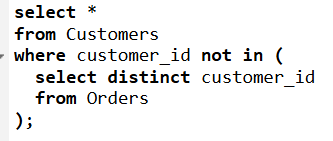 select *
from Customers
where customer_id not in (
  select distinct customer_id
  from Orders
);